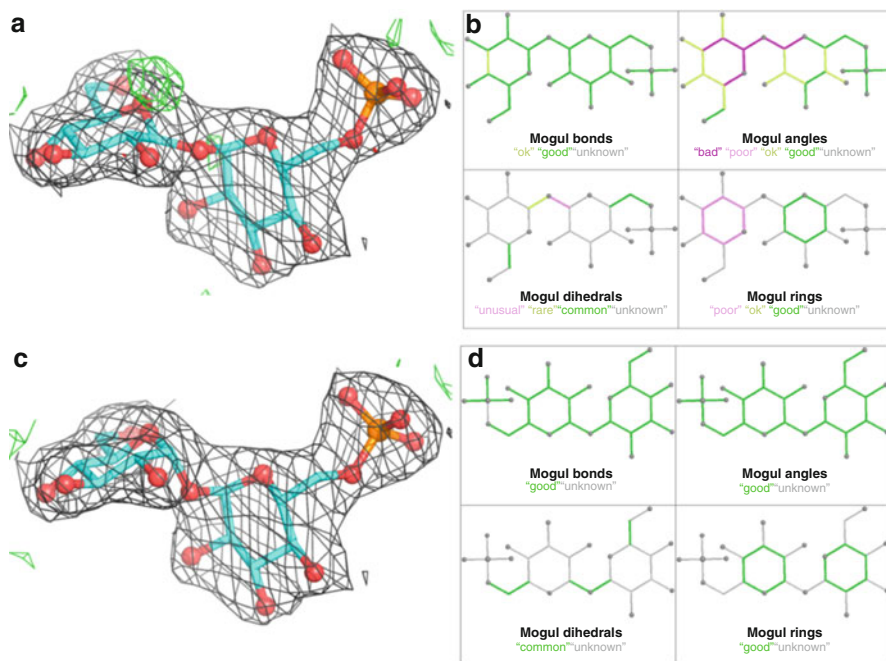 a
b
Mogul bonds
"ok" "good""unknown"
Mogul angles
"bad" "poor" "ok" "good""unknown"
Mogul dihedrals
"unusual" "rare""common""unknown"
Mogul rings
"poor" "ok" "good""unknown"
c
d
Mogul bonds
"good""unknown"
Mogul angles
"good""unknown"
Mogul dihedrals
"common""unknown"
Mogul rings
"good""unknown"